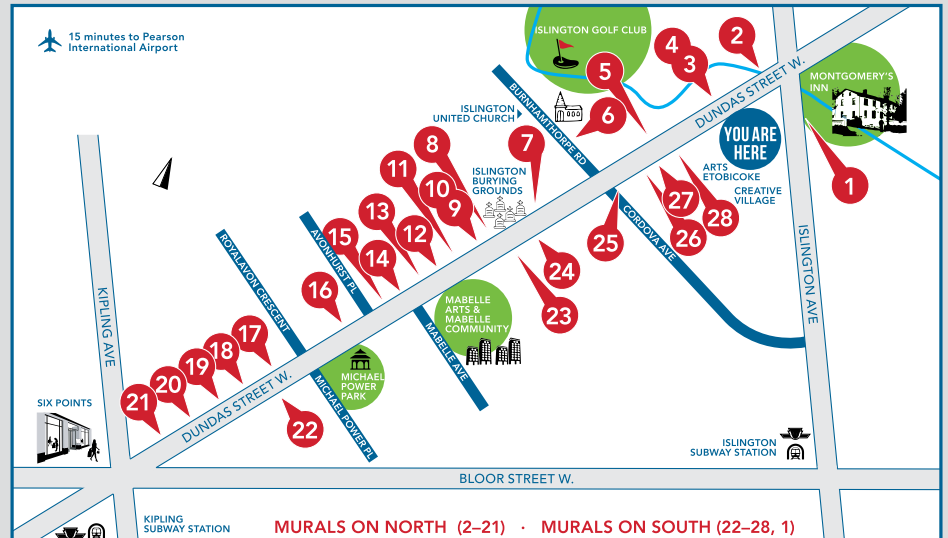 15 minutes to Pearson
International Airport
ISLINGTON GOLF CLUB
2
4
3
5
DUNDAS STREET W.
MONTGOMERY'S
INN
BURNHAMTHORPE RD
ISLINGTON
UNITED CHURCH
6
YOU ARE
HERE
7
8
ISLINGTON
BURYING
GROUNDS
ARTS
ETOBICOKE
CREATIVE
VILLAGE
1
11
10
9
27
28
13
12
26
25
CORDOVA AVE
ISLINGTON AVE
15
14
AVONHURST PL
ROYALAVON CRESCENT
24
23
16
KIPLING AVE
MABELLE
ARTS &
MABELLE
COMMUNITY
MABELLE AVE
17
18
19
20
21
MICHAEL
POWER
PARK
MICHAEL POWER PL
DUNDAS STREET W.
22
SIX POINTS
ISLINGTON
SUBWAY STATION
BLOOR STREET W.
KIPLING
SUBWAY STATION
MURALS ON NORTH (2–21) · MURALS ON SOUTH (22–28, 1)